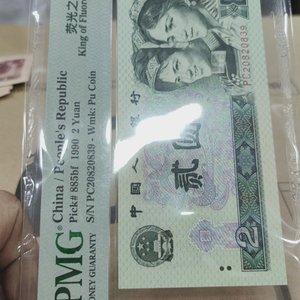 荧光之
King of Fluor
PMG® China / People's Republic
Pick# 885bf 1990 2 Yuan
S/N PC20820839 - Wmk: Pu Coin
MONEY GUARANTY
PC20820839
中国人
银行
贰圆
2